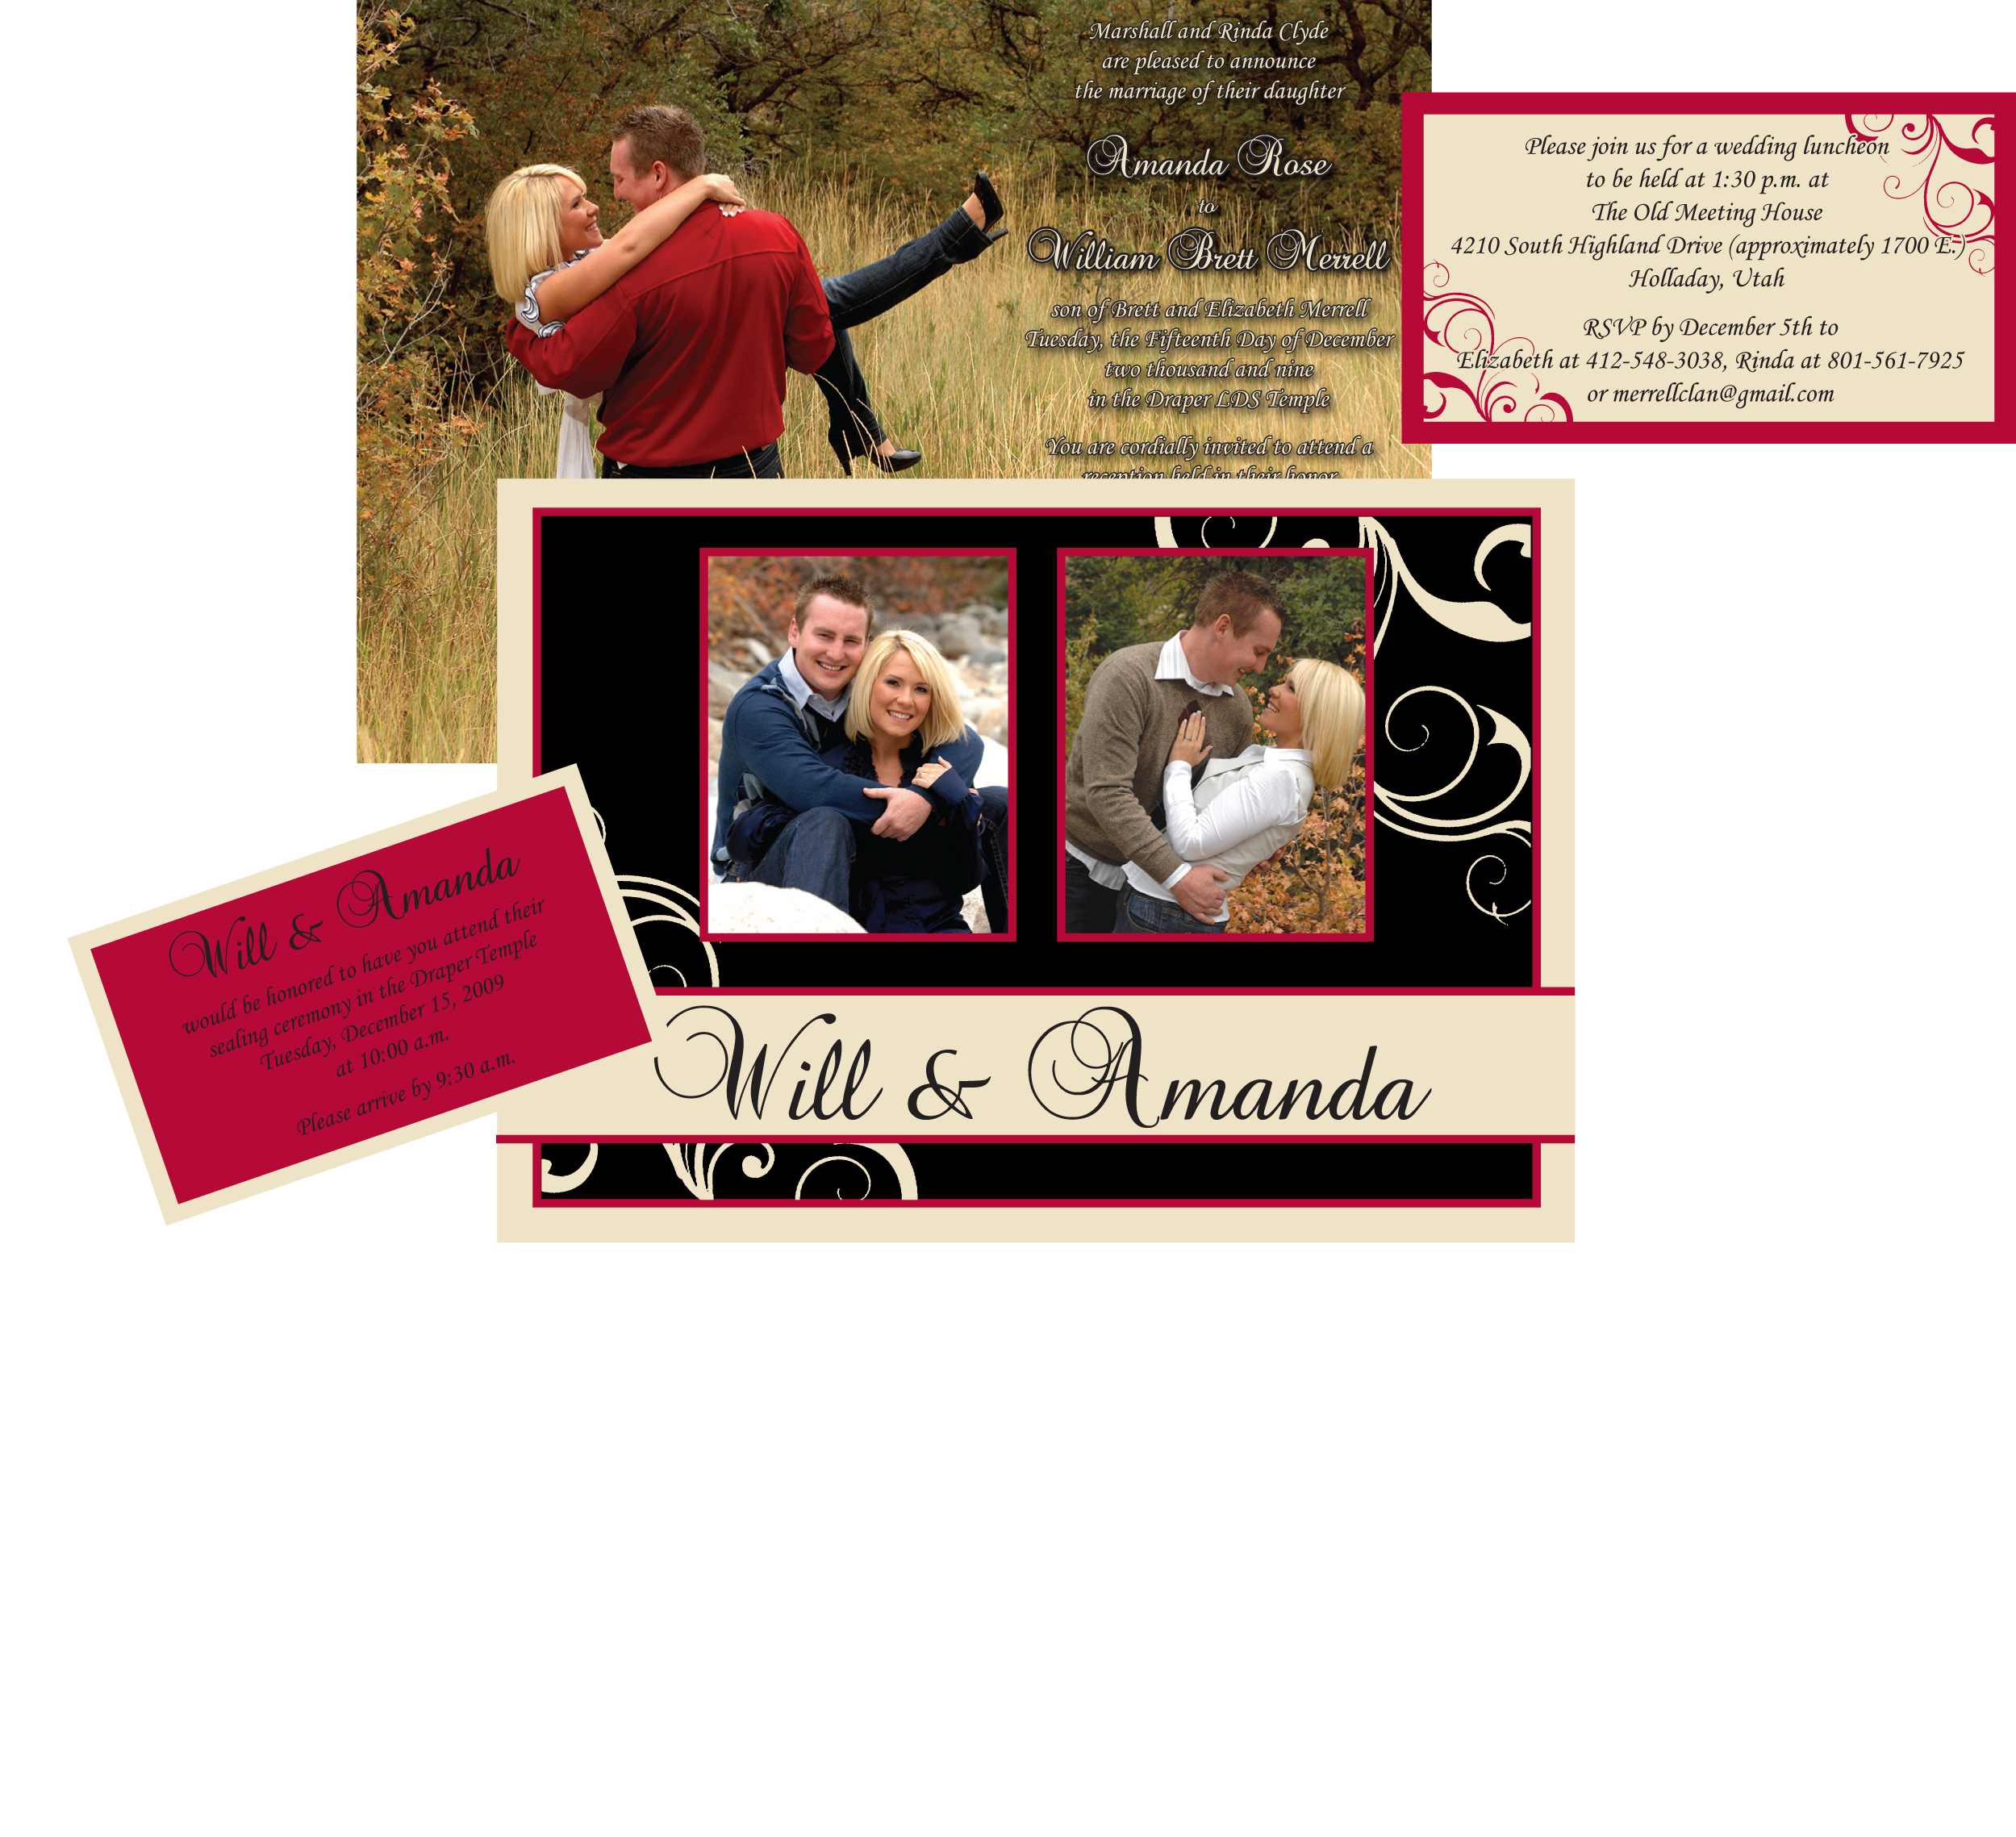 Marshall and Rinda Clyde
are pleased to announce
the marriage of their daughter
Amanda Rose
to
William Brett Merrell
son of Brett and Elizabeth Merrell
Tuesday, the Fifteenth Day of December
two thousand and nine
in the Draper LDS Temple
You are cordially invited to attend a
reception held in their honor
Please join us for a wedding luncheon
to be held at 1:30 p.m. at
The Old Meeting House
4210 South Highland Drive (approximately 1700 E.)
Holladay, Utah
RSVP by December 5th to
Elizabeth at 412-548-3038, Rinda at 801-561-7925
or merrellclan@gmail.com
Will & Amanda
would be honored to have you attend their
sealing ceremony in the Draper Temple
Tuesday, December 15, 2009
at 10:00 a.m.
Please arrive by 9:30 a.m.
Will & Amanda